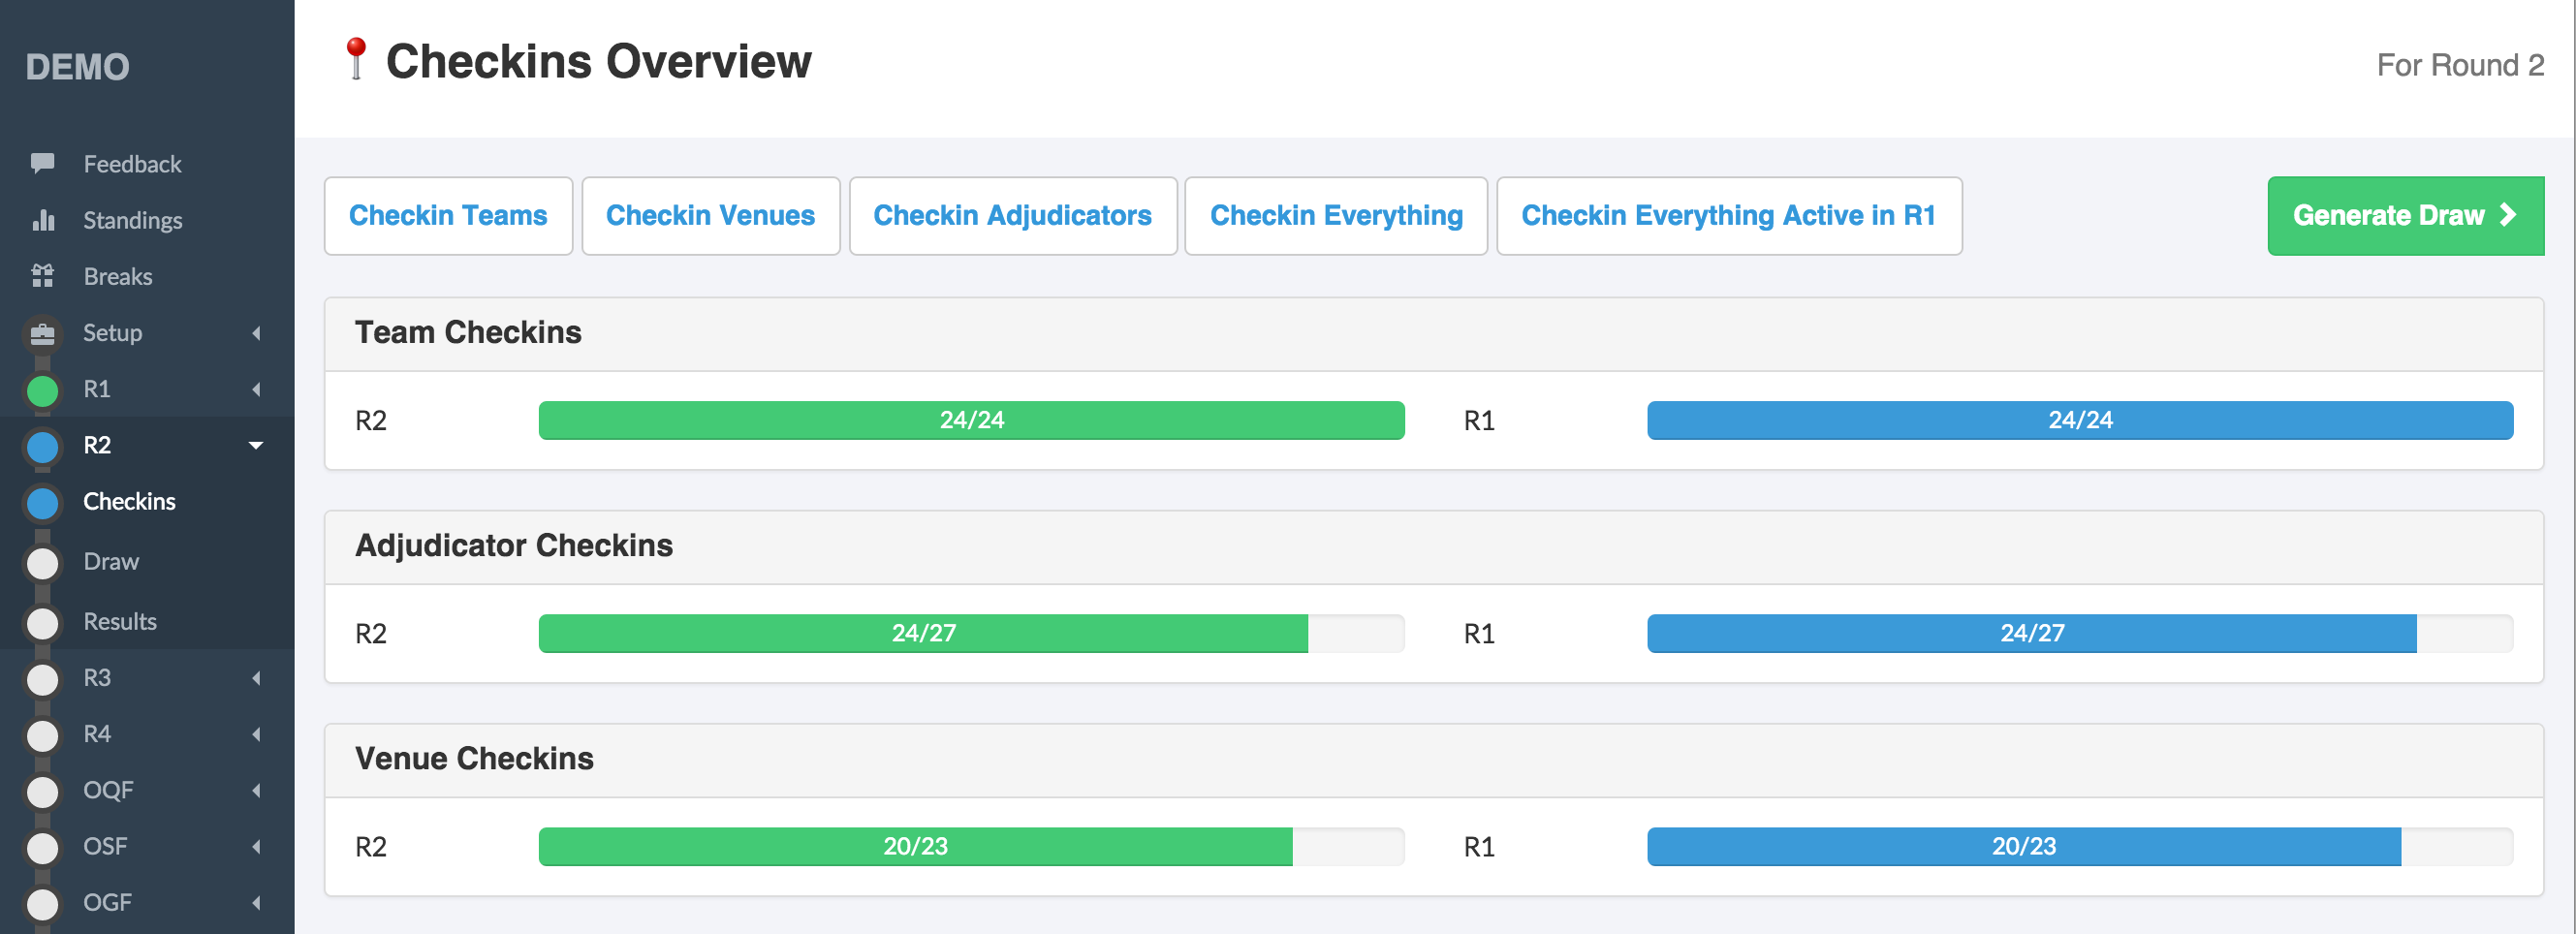 DEMO
Feedback
Standings
Breaks
Setup
R1
R2
Checkins
Draw
Results
R3
R4
OQF
OSF
OGF
Checkins Overview
For Round 2
Checkin Teams
Checkin Venues
Checkin Adjudicators
Checkin Everything
Checkin Everything Active in R1
Generate Draw
Team Checkins
R2 24/24 R1 24/24
Adjudicator Checkins
R2 24/27 R1 24/27
Venue Checkins
R2 20/23 R1 20/23